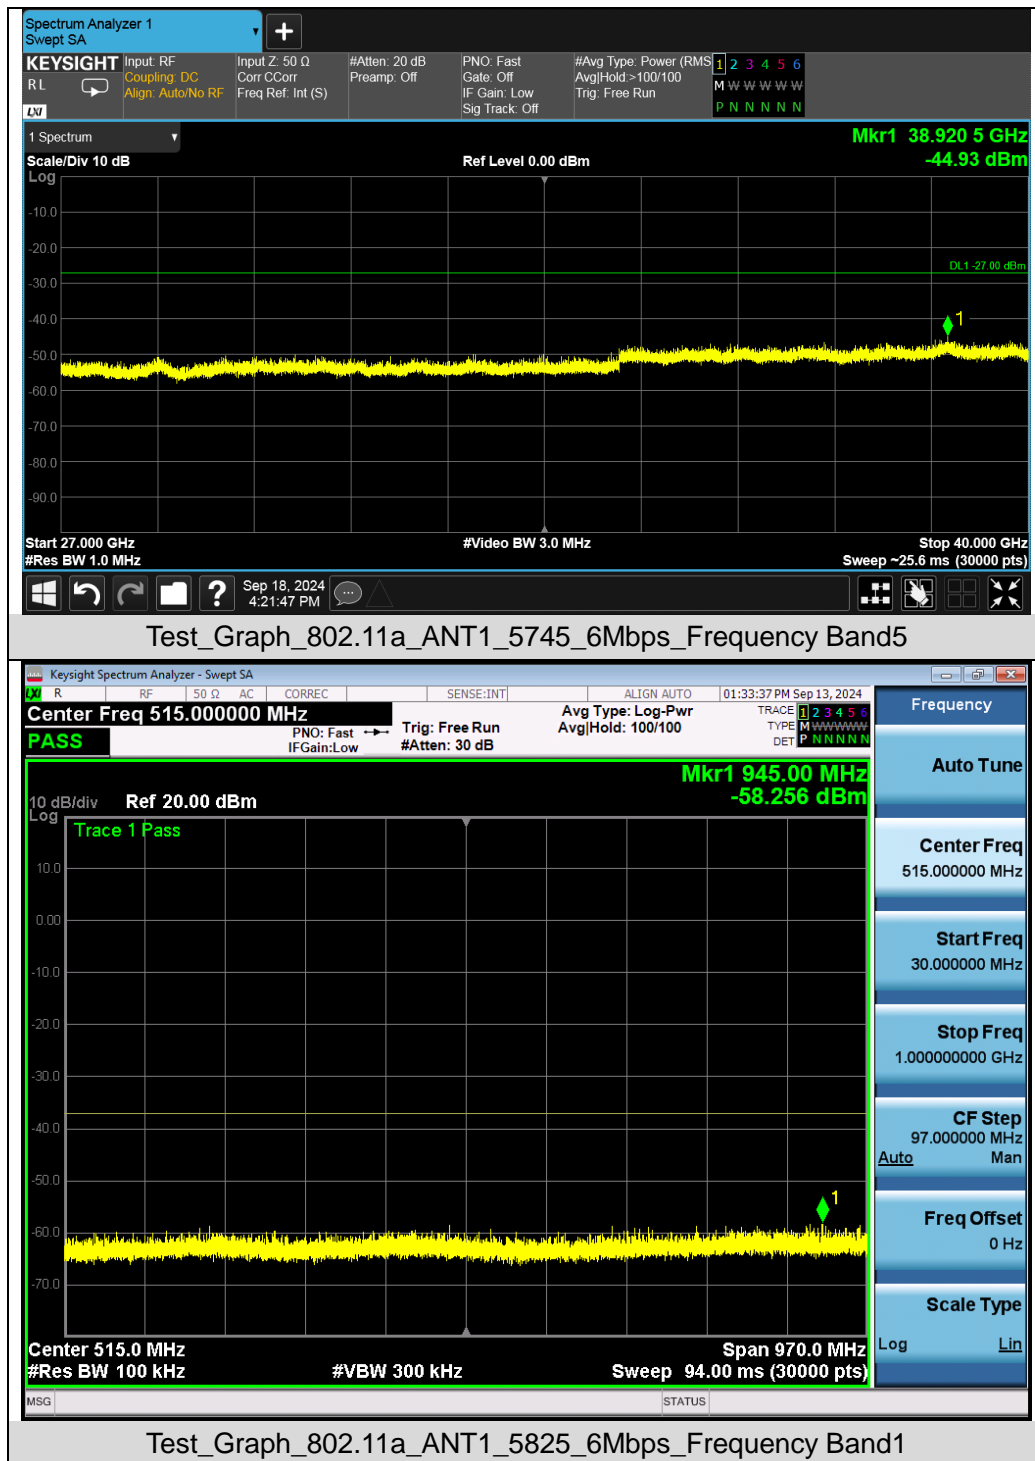 Spectrum Analyzer 1
Swept SA
KEYSIGHT
R L
LXI
Input: RF
Coupling: DC
Align: Auto/No RF
Input Z: 50 Ω
Corr CCorr
Freq Ref: Int (S)
#Atten: 20 dB
Preamp: Off
PNO: Fast
Gate: Off
IF Gain: Low
Sig Track: Off
#Avg Type: Power (RMS
Avg|Hold:>100/100
Trig: Free Run
1 2 3 4 5 6
M W W W W W
P N N N N N
1 Spectrum
Mkr1 38.920 5 GHz
Scale/Div 10 dB
Ref Level 0.00 dBm
-44.93 dBm
Log
-10.0
-20.0
DL1 -27.00 dBm
-30.0
-40.0
1
-50.0
-60.0
-70.0
-80.0
-90.0
Start 27.000 GHz
#Video BW 3.0 MHz
Stop 40.000 GHz
#Res BW 1.0 MHz
Sweep ~25.6 ms (30000 pts)
Sep 18, 2024
4:21:47 PM
Test_Graph_802.11a_ANT1_5745_6Mbps_Frequency Band5
Keysight Spectrum Analyzer - Swept SA
LXI R RF 50 Ω AC CORREC SENSE:INT ALIGN AUTO 01:33:37 PM Sep 13, 2024
Center Freq 515.000000 MHz
PASS
PNO: Fast
IFGain:Low
Trig: Free Run
#Atten: 30 dB
Avg Type: Log-Pwr
Avg|Hold: 100/100
TRACE 1 2 3 4 5 6
TYPE M W W W W W
DET P N N N N N
Frequency
Auto Tune
Mkr1 945.00 MHz
-58.256 dBm
10 dB/div
Log
Ref 20.00 dBm
Trace 1 Pass
10.0
0.00
-10.0
-20.0
-30.0
-40.0
-50.0
-60.0
-70.0
1
Center Freq
515.000000 MHz
Start Freq
30.000000 MHz
Stop Freq
1.000000000 GHz
CF Step
97.000000 MHz
Auto Man
Freq Offset
0 Hz
Scale Type
Log Lin
Center 515.0 MHz
Span 970.0 MHz
#Res BW 100 kHz
#VBW 300 kHz
Sweep 94.00 ms (30000 pts)
MSG
STATUS
Test_Graph_802.11a_ANT1_5825_6Mbps_Frequency Band1